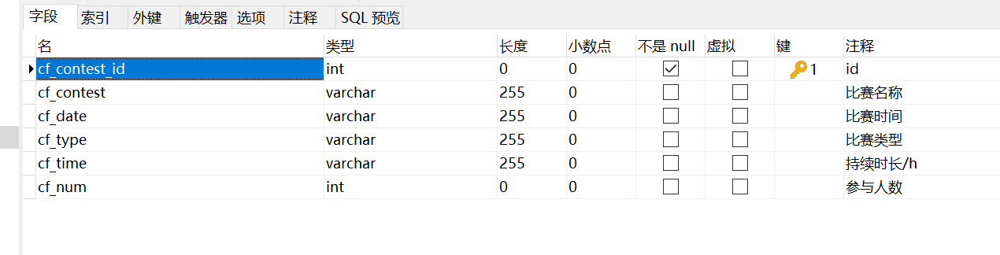 字段 索引 外键 触发器 选项 注释 SQL 预览
名 类型 长度 小数点 不是 null 虚拟 键 注释
cf_contest_id int 0 0 1 id
cf_contest varchar 255 0 比赛名称
cf_date varchar 255 0 比赛时间
cf_type varchar 255 0 比赛类型
cf_time varchar 255 0 持续时长/h
cf_num int 0 0 参与人数